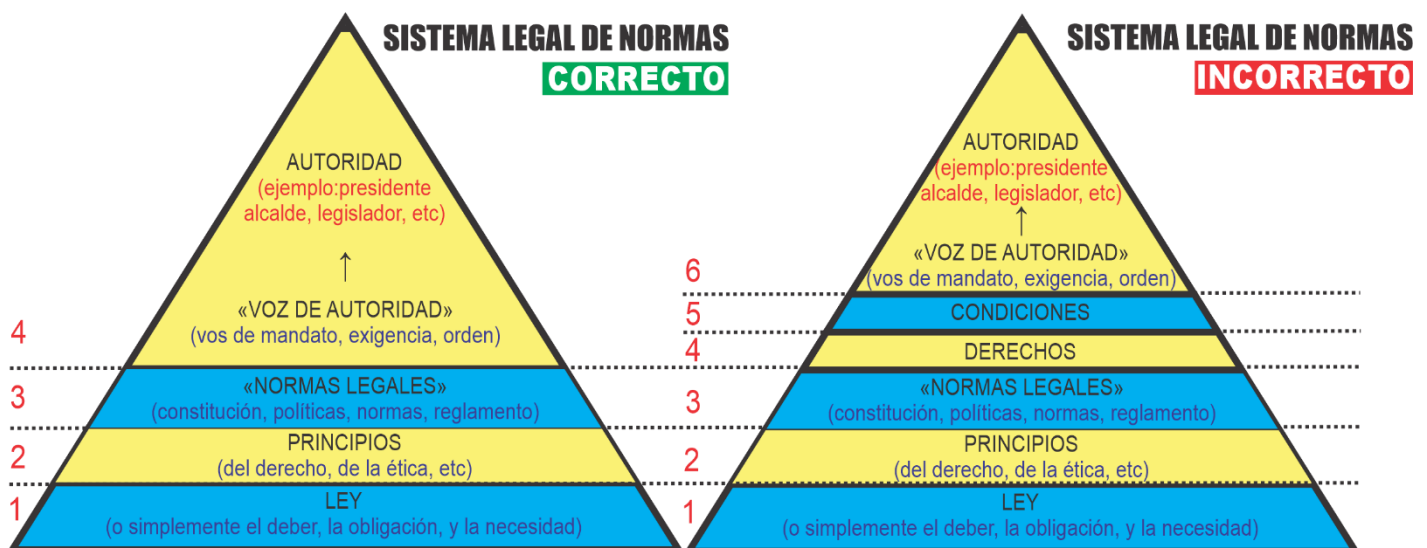 SISTEMA LEGAL DE NORMAS
CORRECTO
AUTORIDAD
(ejemplo:presidente
alcalde, legislador, etc)
↑
«VOZ DE AUTORIDAD»
(vos de mandato, exigencia, orden)
4
«NORMAS LEGALES»
(constitución, políticas, normas, reglamento)
3
PRINCIPIOS
(del derecho, de la ética, etc)
2
LEY
(o simplemente el deber, la obligación, y la necesidad)
1
SISTEMA LEGAL DE NORMAS
INCORRECTO
AUTORIDAD
(ejemplo:presidente
alcalde, legislador, etc)
↑
«VOZ DE AUTORIDAD»
(vos de mandato, exigencia, orden)
6
CONDICIONES
5
DERECHOS
4
«NORMAS LEGALES»
(constitución, políticas, normas, reglamento)
3
PRINCIPIOS
(del derecho, de la ética, etc)
2
LEY
(o simplemente el deber, la obligación, y la necesidad)
1